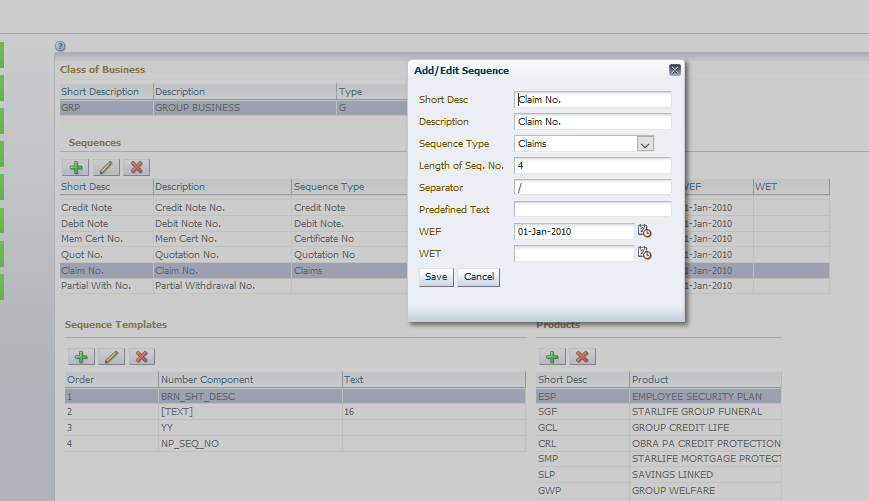 Class of Business
Short Description Description Type
GRP GROUP BUSINESS G
Sequences
Short Desc Description Sequence Type WEF WET
Credit Note Credit Note No. Credit Note 1-Jan-2010
Debit Note Debit Note No. Debit Note. 1-Jan-2010
Mem Cert No. Mem Cert No. Certificate No 1-Jan-2010
Quot No. Quotation No. Quotation No 1-Jan-2010
Claim No. Claim No. Claims 1-Jan-2010
Partial With No. Partial Withdrawal No. 1-Jan-2010
Add/Edit Sequence
Short Desc Claim No.
Description Claim No.
Sequence Type Claims
Length of Seq. No. 4
Separator /
Predefined Text
WEF 01-Jan-2010
WET
Save Cancel
Sequence Templates
Order Number Component Text
1 BRN_SHT_DESC
2 [TEXT] 16
3 YY
4 NP_SEQ_NO
Products
Short Desc Product
ESP EMPLOYEE SECURITY PLAN
SGF STARLIFE GROUP FUNERAL
GCL GROUP CREDIT LIFE
CRL OBRA PA CREDIT PROTECTION
SMP STARLIFE MORTGAGE PROTECT
SLP SAVINGS LINKED
GWP GROUP WELFARE